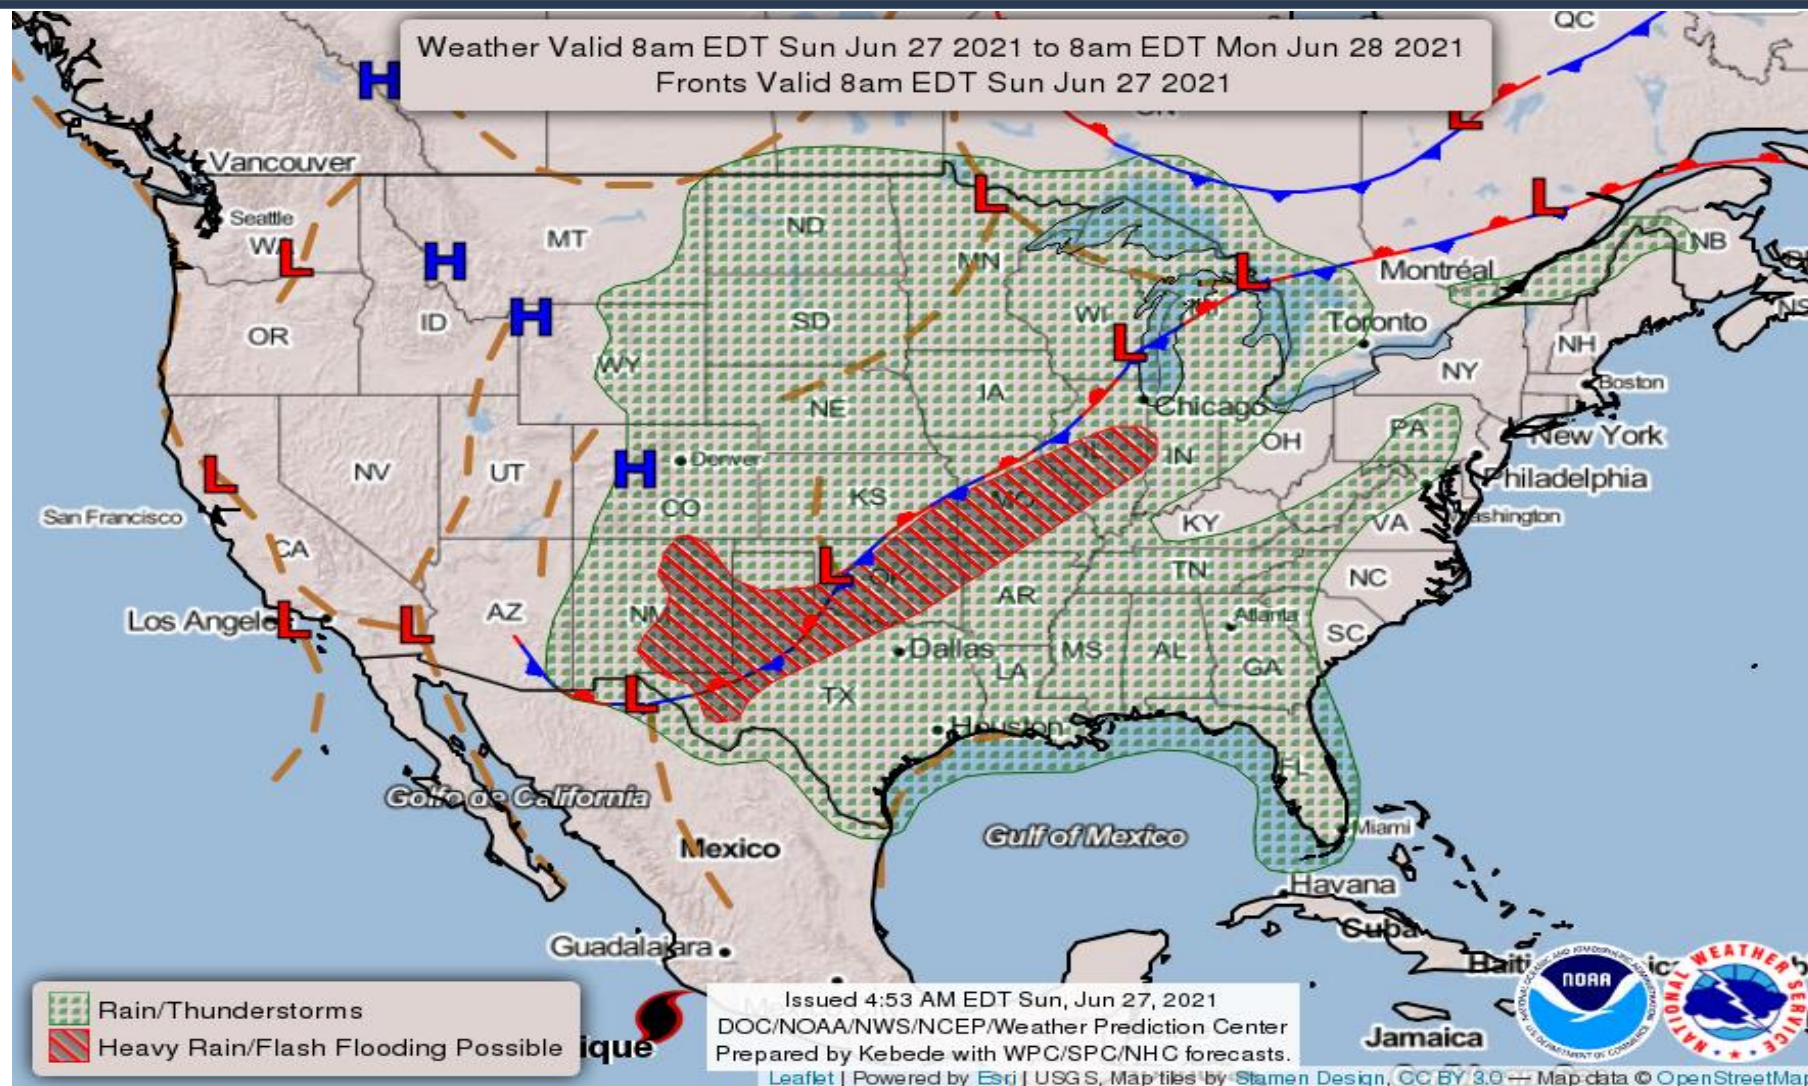 Weather Valid 8am EDT Sun Jun 27 2021 to 8am EDT Mon Jun 28 2021
Fronts Valid 8am EDT Sun Jun 27 2021
QC
H
Vancouver
Seattle
L
H
MT
ND
L
MN
L
NB
Montréal
L
OR
ID
H
SD
WI
L
Toronto
NS
WY
NH
NY
Boston
NE
IA
Chicago
OH
PA
New York
L
NV
UT
H
Denver
CO
KS
IN
Philadelphia
San Francisco
KY
VA
CA
L
TN
NC
AR
Los Angeles
L
L
AZ
NM
Atlanta
SC
Dallas
LA
MS
AL
GA
L
TX
Houston
FL
Golfo de California
Mexico
Gulf of Mexico
Miami
Havana
Cuba
Guadalajara
Jamaica
Rain/Thunderstorms
Heavy Rain/Flash Flooding Possible
ique
Issued 4:53 AM EDT Sun, Jun 27, 2021
DOC/NOAA/NWS/NCEP/Weather Prediction Center
Prepared by Kebede with WPC/SPC/NHC forecasts.
NOAA
NATIONAL WEATHER SERVICE
Leaflet | Powered by Esri | USGS, Map tiles by Stamen Design, CC BY 3.0 — Map data © OpenStreetMap